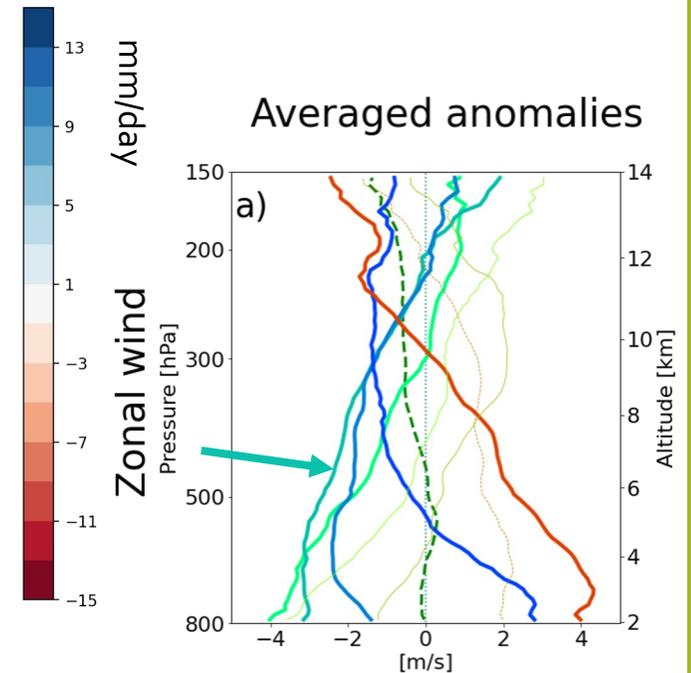 13
9
5
1
−3
−7
−11
−15
mm/day
Averaged anomalies
a)
Zonal wind
Pressure [hPa]
150
200
300
500
800
14
12
10
8
6
4
2
Altitude [km]
−4 −2 0 2 4
[m/s]